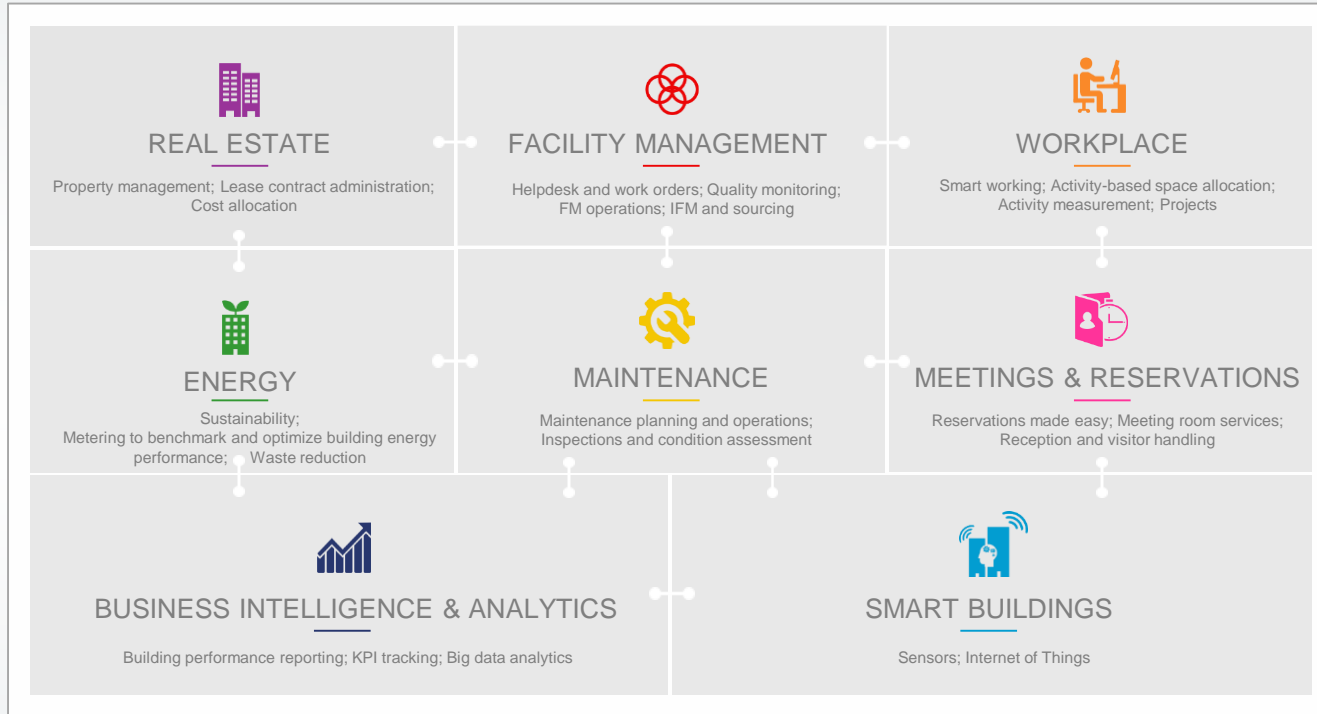 REAL ESTATE
Property management; Lease contract administration;
Cost allocation
FACILITY MANAGEMENT
Helpdesk and work orders; Quality monitoring;
FM operations; IFM and sourcing
WORKPLACE
Smart working; Activity-based space allocation;
Activity measurement; Projects
ENERGY
Sustainability;
Metering to benchmark and optimize building energy
performance; Waste reduction
MAINTENANCE
Maintenance planning and operations;
Inspections and condition assessment
MEETINGS & RESERVATIONS
Reservations made easy; Meeting room services;
Reception and visitor handling
BUSINESS INTELLIGENCE & ANALYTICS
Building performance reporting; KPI tracking; Big data analytics
SMART BUILDINGS
Sensors; Internet of Things